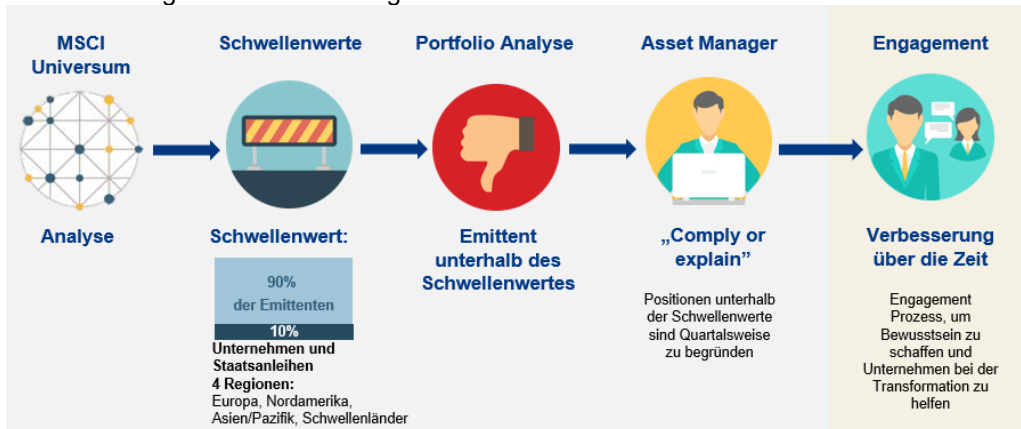 MSCI
Universum
Analyse
Schwellenwerte
Schwellenwert:
90%
der Emittenten
10%
Unternehmen und
Staatsanleihen
4 Regionen:
Europa, Nordamerika,
Asien/Pazifik, Schwellenländer
Portfolio Analyse
Emittent
unterhalb des
Schwellenwertes
Asset Manager
„Comply or
explain”
Positionen unterhalb
der Schwellenwerte
sind Quartalsweise
zu begründen
Engagement
Verbesserung
über die Zeit
Engagement
Prozess, um
Bewusstsein zu
schaffen und
Unternehmen bei der
Transformation zu
helfen